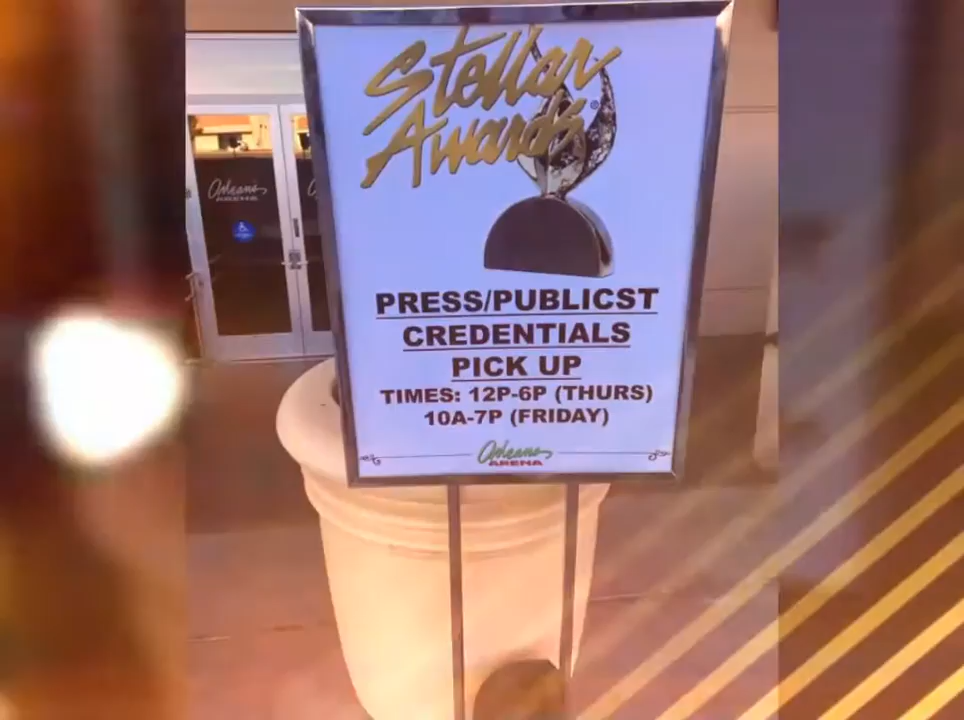 Stellar
Awards
®
Orleans
ARENA
PRESS/PUBLICST
CREDENTIALS
PICK UP
TIMES: 12P-6P (THURS)
10A-7P (FRIDAY)
Orleans
ARENA